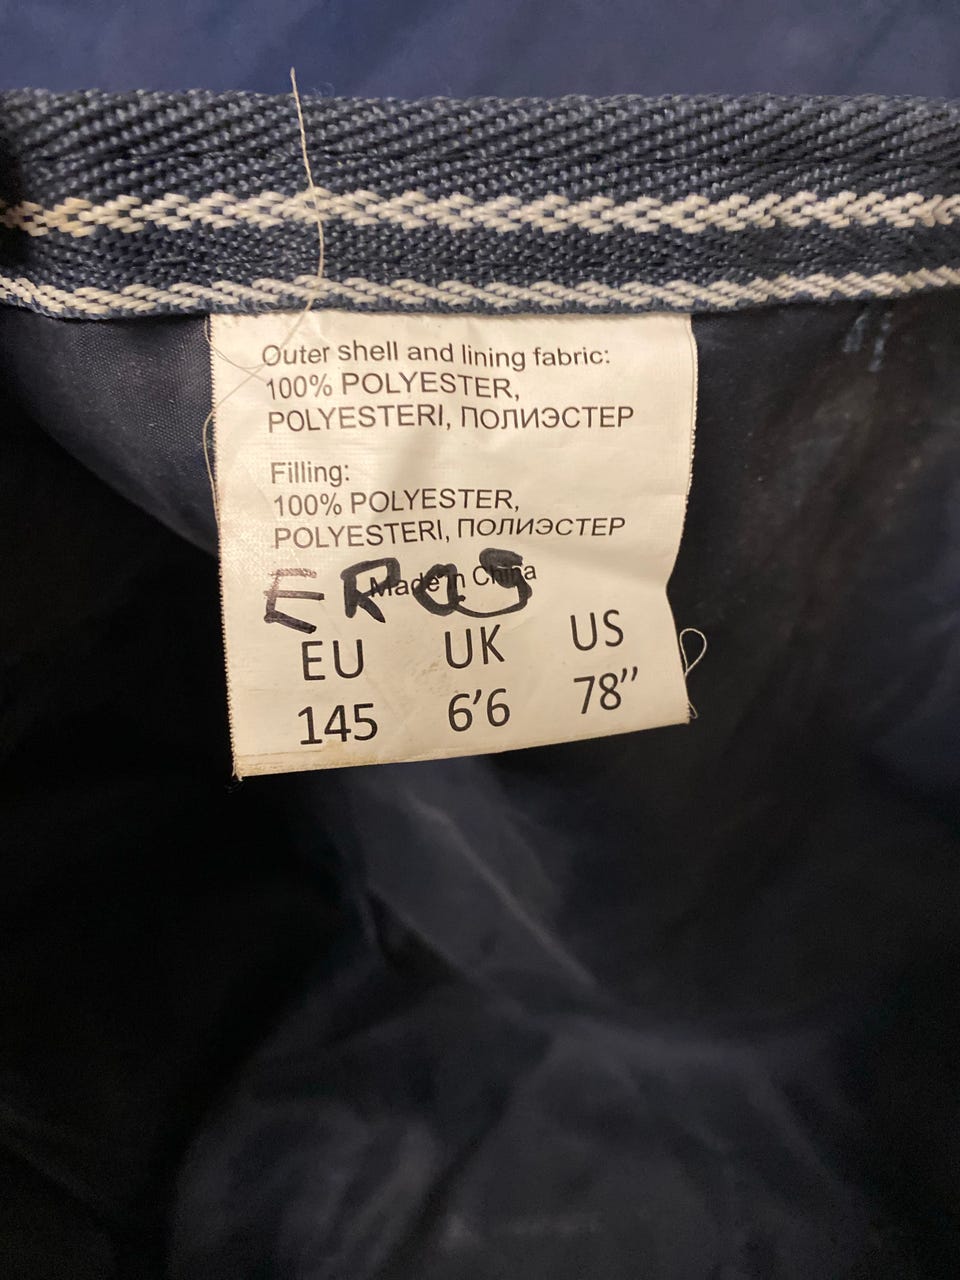 Outer shell and lining fabric:
100% POLYESTER,
POLYESTERI, ПОЛИЭСТЕР
Filling:
100% POLYESTER,
POLYESTERI, ПОЛИЭСТЕР
Made in China
EROS
EU UK US
145 6'6 78"